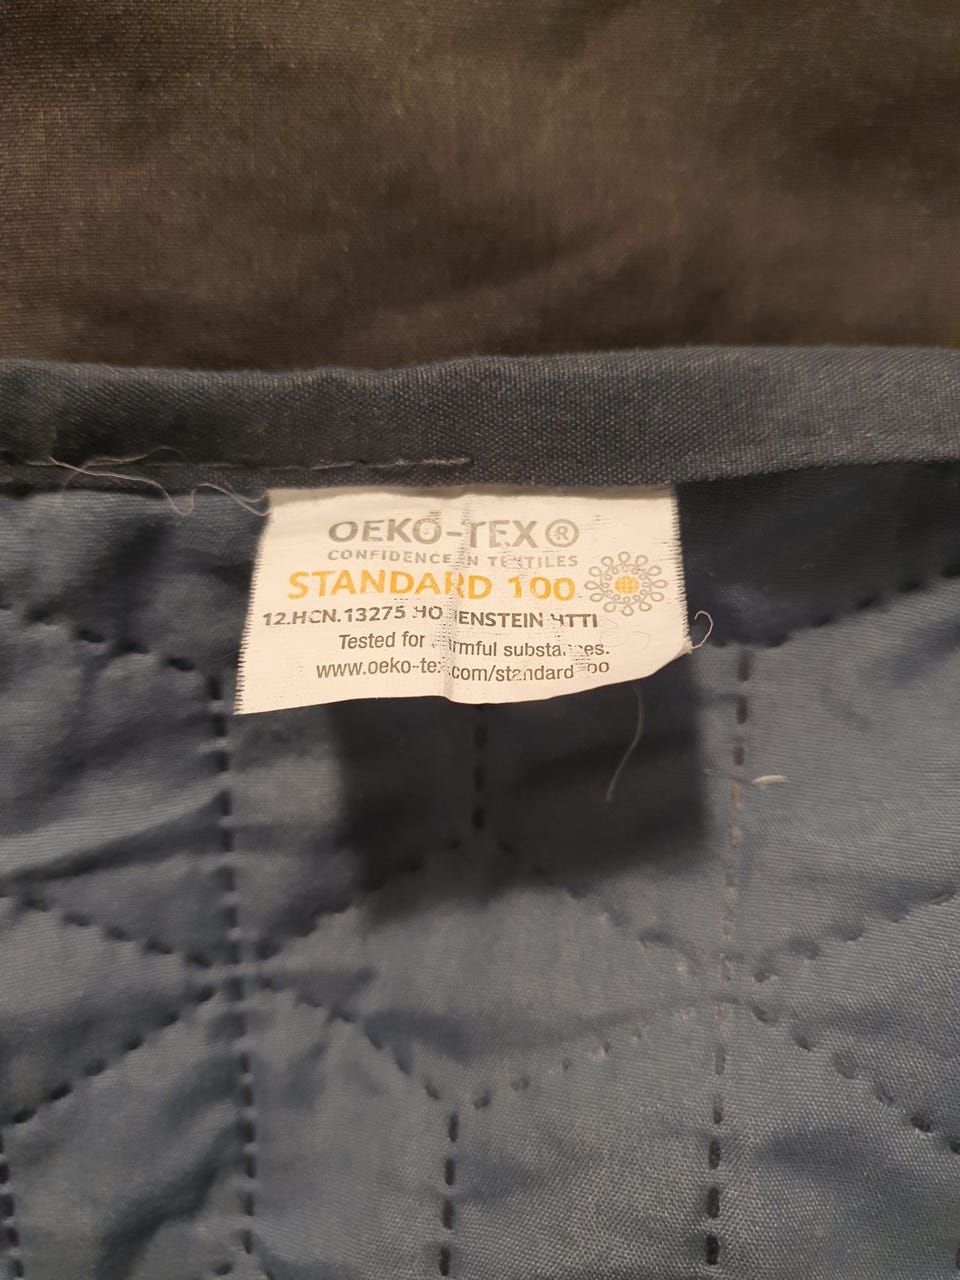 OEKO-TEX®
CONFIDENCE IN TEXTILES
STANDARD 100
12.HCN.13275 HOHENSTEIN HTTI
Tested for harmful substances.
www.oeko-tex.com/standard100